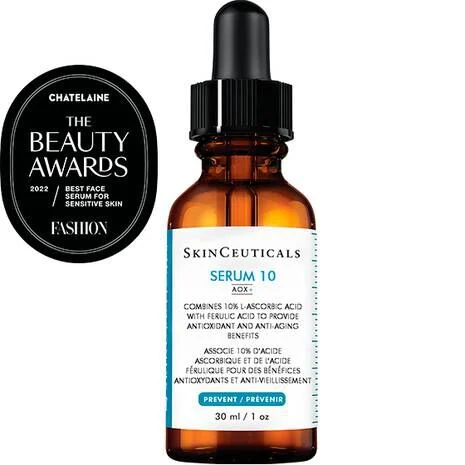 CHATELAINE
THE
BEAUTY
AWARDS
2022 / BEST FACE
SERUM FOR
SENSITIVE SKIN
FASHION
SKINCEUTICALS
SERUM 10
AOX+
COMBINES 10% L-ASCORBIC ACID
WITH FERULIC ACID TO PROVIDE
ANTIOXIDANT AND ANTI-AGING
BENEFITS
ASSOCIE 10% D'ACIDE
ASCORBIQUE ET DE L'ACIDE
FÉRULIQUE POUR DES BÉNÉFICES
ANTIOXYDANTS ET ANTI-VIEILLISSEMENT
PREVENT / PRÉVENIR
30 ml / 1 oz